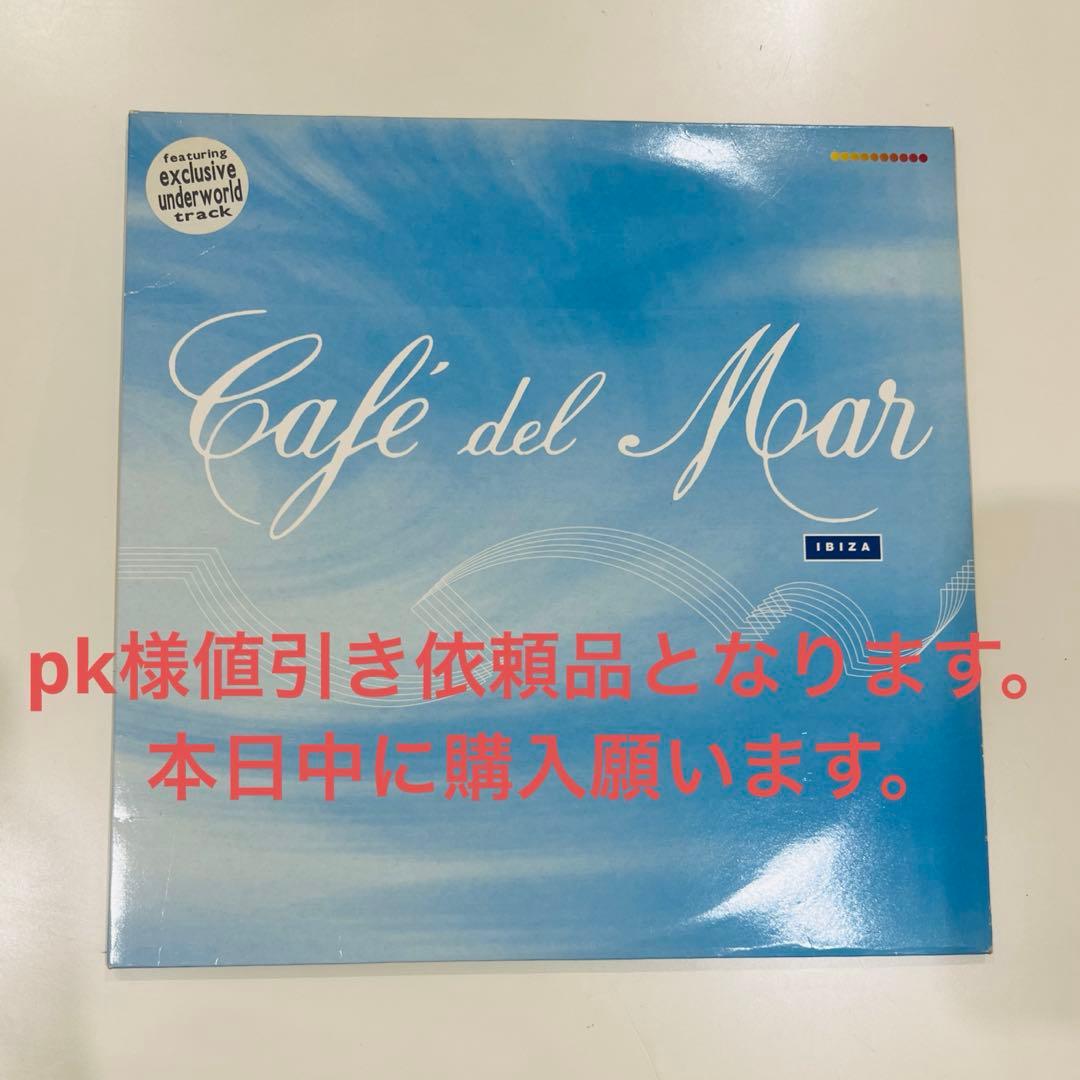 featuring
exclusive
underworld
track
Café del Mar
IBIZA
pk様値引き依頼品となります。
本日中に購入願います。